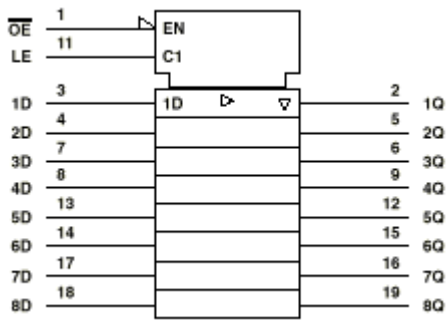 1
OE EN
11
LE C1
3 2
1D 1D 1Q
4 5
2D 2Q
7 6
3D 3Q
8 9
4D 4Q
13 12
5D 5Q
14 15
6D 6Q
17 16
7D 7Q
18 19
8D 8Q